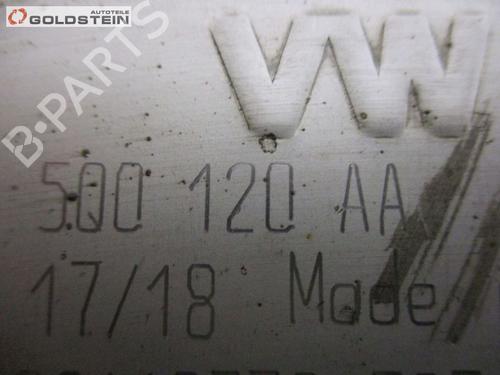 AUTOTEILE
GOLDSTEIN
B-PARTS
VW
5Q0 120 AA
17/18 Made